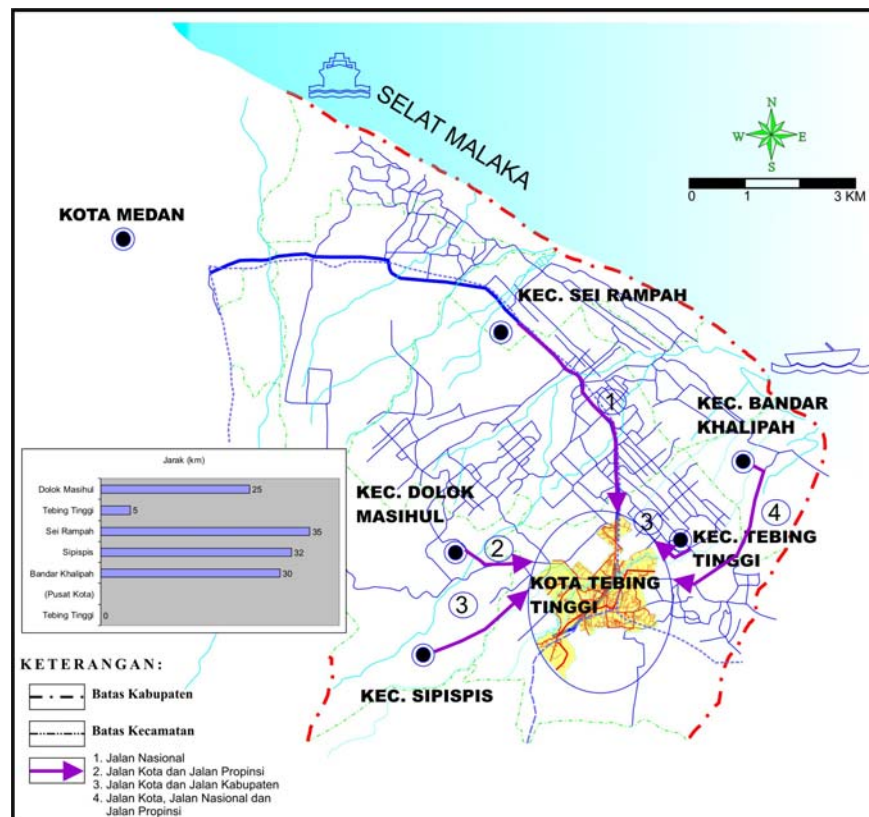 SELAT MALAKA
N
W E
S
0 1 3 KM
KOTA MEDAN
KEC. SEI RAMPAH
1
KEC. BANDAR
KHALIPAH
Jarak (km)
Dolok Masihul 25
Tebing Tinggi 5
Sei Rampah 35
Sipispis 32
Bandar Khalipah 30
(Pusat Kota)
Tebing Tinggi 0
KEC. DOLOK
MASIHUL
2
3
4
KEC. TEBING
TINGGI
KOTA TEBING
TINGGI
3
KEC. SIPISPIS
KETERANGAN:
Batas Kabupaten
Batas Kecamatan
1. Jalan Nasional
2. Jalan Kota dan Jalan Propinsi
3. Jalan Kota dan Jalan Kabupaten
4. Jalan Kota, Jalan Nasional dan
Jalan Propinsi